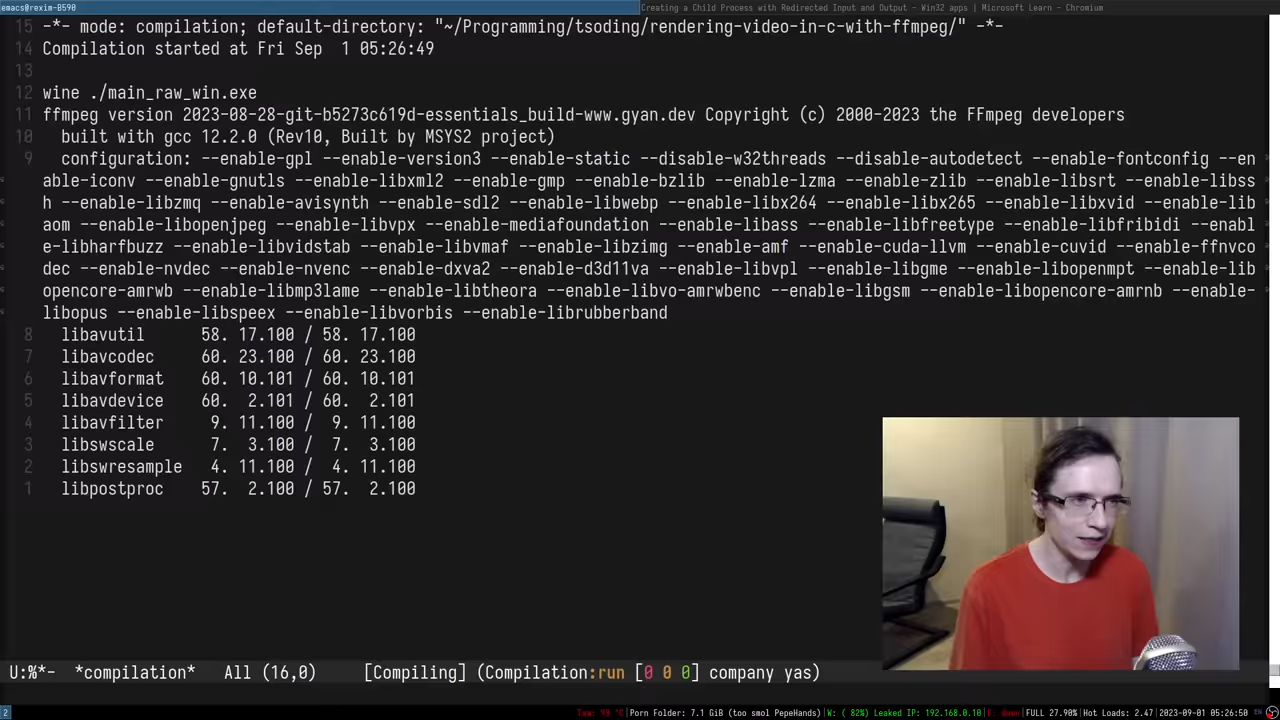 emacs@rexim-B590
Creating a Child Process with Redirected Input and Output - Win32 apps | Microsoft Learn - Chromium
15 -*- mode: compilation; default-directory: "~/Programming/tsoding/rendering-video-in-c-with-ffmpeg/" -*-
14 Compilation started at Fri Sep  1 05:26:49
13
12 wine ./main_raw_win.exe
11 ffmpeg version 2023-08-28-git-b5273c619d-essentials_build-www.gyan.dev Copyright (c) 2000-2023 the FFmpeg developers
10   built with gcc 12.2.0 (Rev10, Built by MSYS2 project)
9   configuration: --enable-gpl --enable-version3 --enable-static --disable-w32threads --disable-autodetect --enable-fontconfig --en
able-iconv --enable-gnutls --enable-libxml2 --enable-gmp --enable-bzlib --enable-lzma --enable-zlib --enable-libsrt --enable-libss
h --enable-libzmq --enable-avisynth --enable-sdl2 --enable-libwebp --enable-libx264 --enable-libx265 --enable-libxvid --enable-lib
aom --enable-libopenjpeg --enable-libvpx --enable-mediafoundation --enable-libass --enable-libfreetype --enable-libfribidi --enabl
e-libharfbuzz --enable-libvidstab --enable-libvmaf --enable-libzimg --enable-amf --enable-cuda-llvm --enable-cuvid --enable-ffnvco
dec --enable-nvdec --enable-nvenc --enable-dxva2 --enable-d3d11va --enable-libvpl --enable-libgme --enable-libopenmpt --enable-lib
opencore-amrwb --enable-libmp3lame --enable-libtheora --enable-libvo-amrwbenc --enable-libgsm --enable-libopencore-amrnb --enable-
libopus --enable-libspeex --enable-libvorbis --enable-librubberband
8   libavutil      58. 17.100 / 58. 17.100
7   libavcodec     60. 23.100 / 60. 23.100
6   libavformat    60. 10.101 / 60. 10.101
5   libavdevice    60.  2.101 / 60.  2.101
4   libavfilter     9. 11.100 /  9. 11.100
3   libswscale      7.  3.100 /  7.  3.100
2   libswresample   4. 11.100 /  4. 11.100
1   libpostproc    57.  2.100 / 57.  2.100
U:%*-  *compilation*   All (16,0)     [Compiling] (Compilation:run [0 0 0] company yas)
2
|Porn Folder: 7.1 GiB (too smol PepeHands)|W: ( 82%) Leaked IP: 192.168.0.10|E: down|FULL 27.90%|Hot Loads: 2.47|2023-09-01 05:26:50